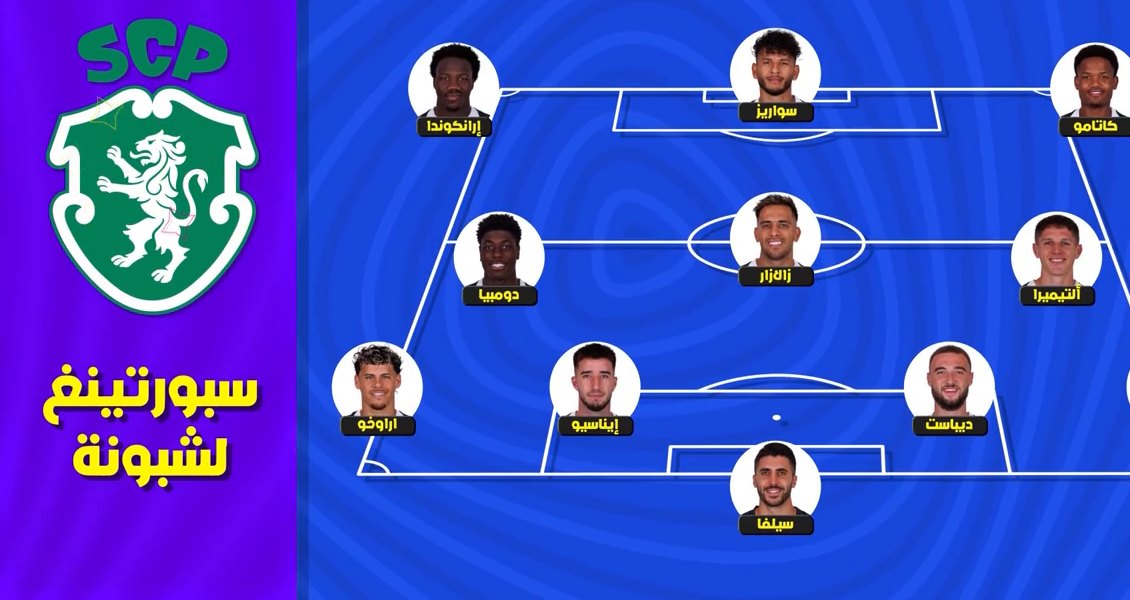 SCP
سبورتينغ
لشبونة
إرانكوندا
سواريز
كاتامو
دومبيا
زالازار
ألتيميرا
اراوخو
إيناسيو
ديباست
سيلفا